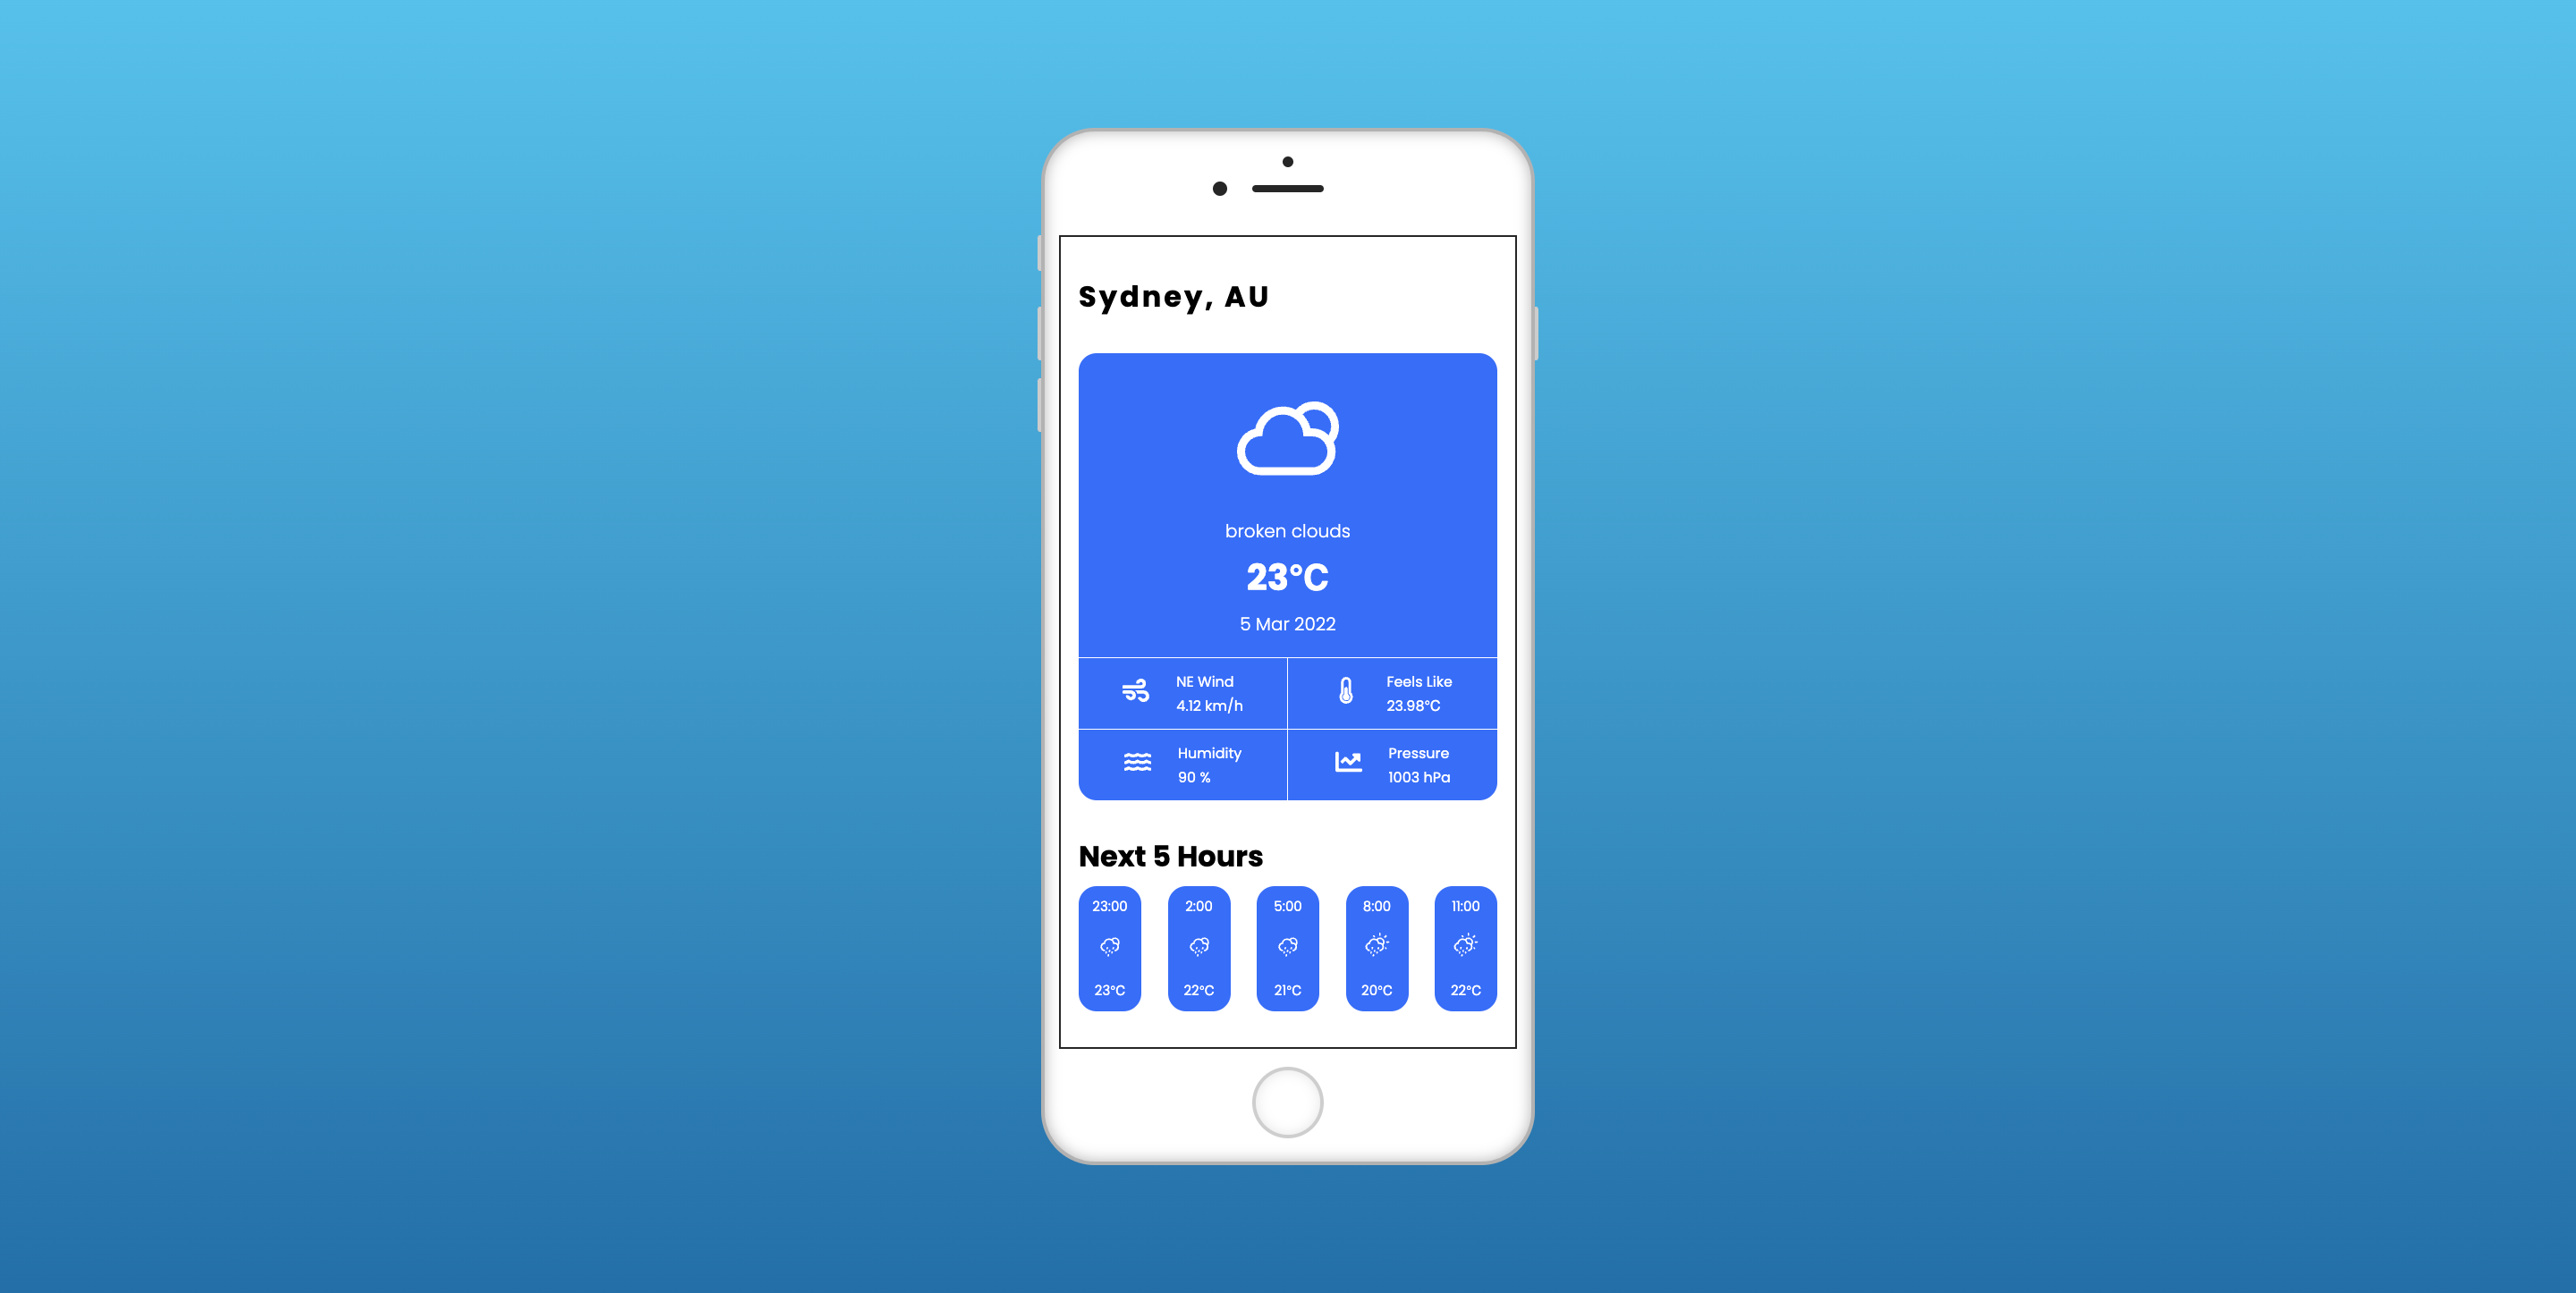 Sydney, AU
broken clouds
23°C
5 Mar 2022
NE Wind
4.12 km/h
Feels Like
23.98°C
Humidity
90 %
Pressure
1003 hPa
Next 5 Hours
23:00 2:00 5:00 8:00 11:00
23°C 22°C 21°C 20°C 22°C